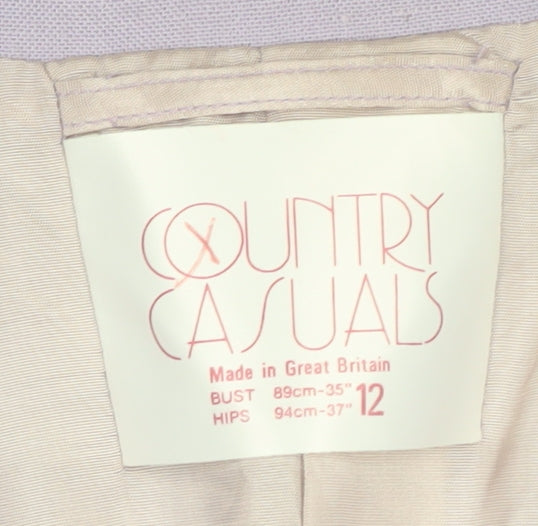 COUNTRY
CASUALS
Made in Great Britain
BUST 89cm-35" 12
HIPS 94cm-37"